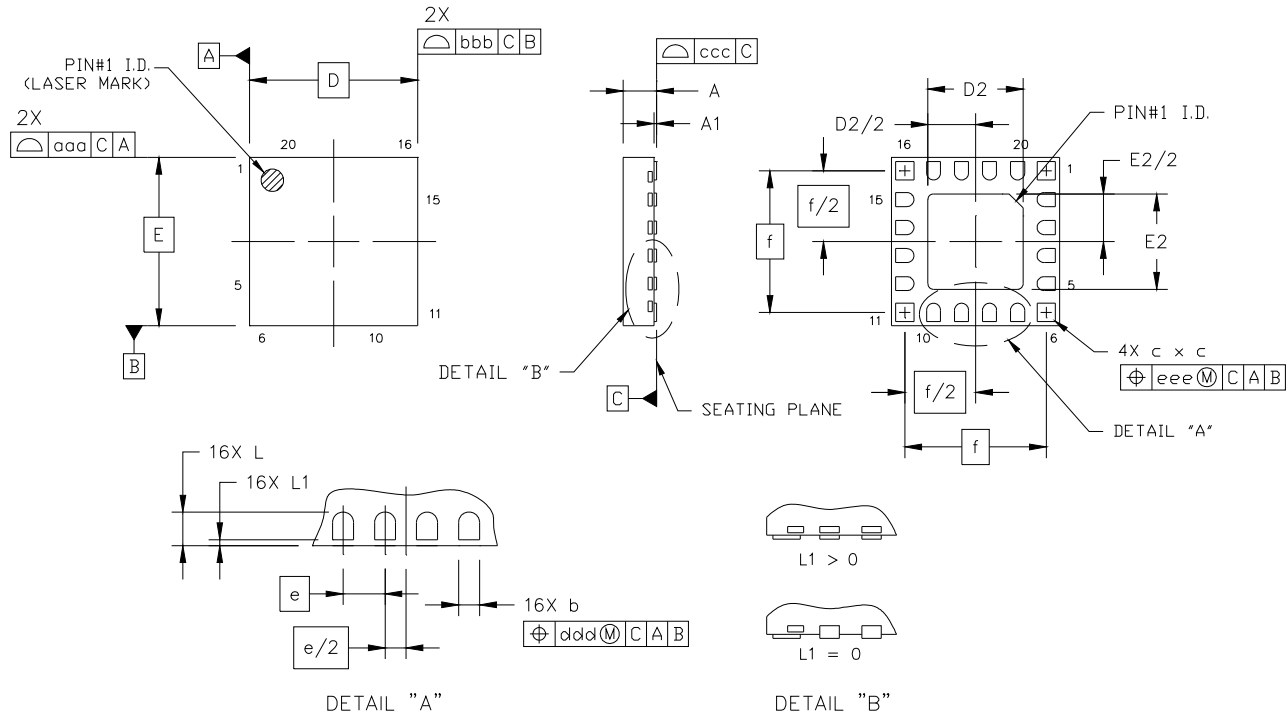 2X
bbb C B
A
D
PIN#1 I.D.
(LASER MARK)
2X
aaa C A
20
16
1
15
E
5
11
B
6
10
ccc C
A
A1
DETAIL "B"
C
SEATING PLANE
D2
D2/2
PIN#1 I.D.
16
20
1
E2/2
15
f/2
f
E2
5
11
10
6
4X c x c
⌖ eee Ⓜ C A B
f/2
f
DETAIL "A"
16X L
16X L1
e
e/2
16X b
⌖ ddd Ⓜ C A B
DETAIL "A"
L1 > 0
L1 = 0
DETAIL "B"